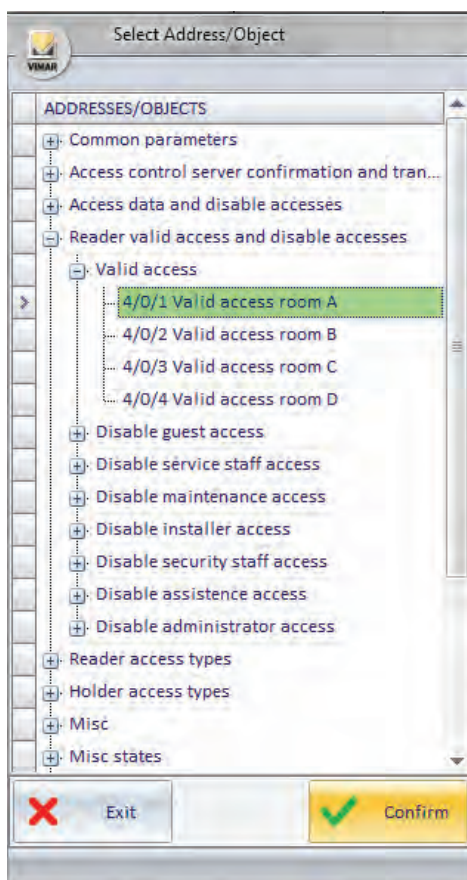 Select Address/Object
VIMAR
ADDRESSES/OBJECTS
Common parameters
Access control server confirmation and tran...
Access data and disable accesses
Reader valid access and disable accesses
Valid access
4/0/1 Valid access room A
4/0/2 Valid access room B
4/0/3 Valid access room C
4/0/4 Valid access room D
Disable guest access
Disable service staff access
Disable maintenance access
Disable installer access
Disable security staff access
Disable assistence access
Disable administrator access
Reader access types
Holder access types
Misc
Misc states
Exit
Confirm